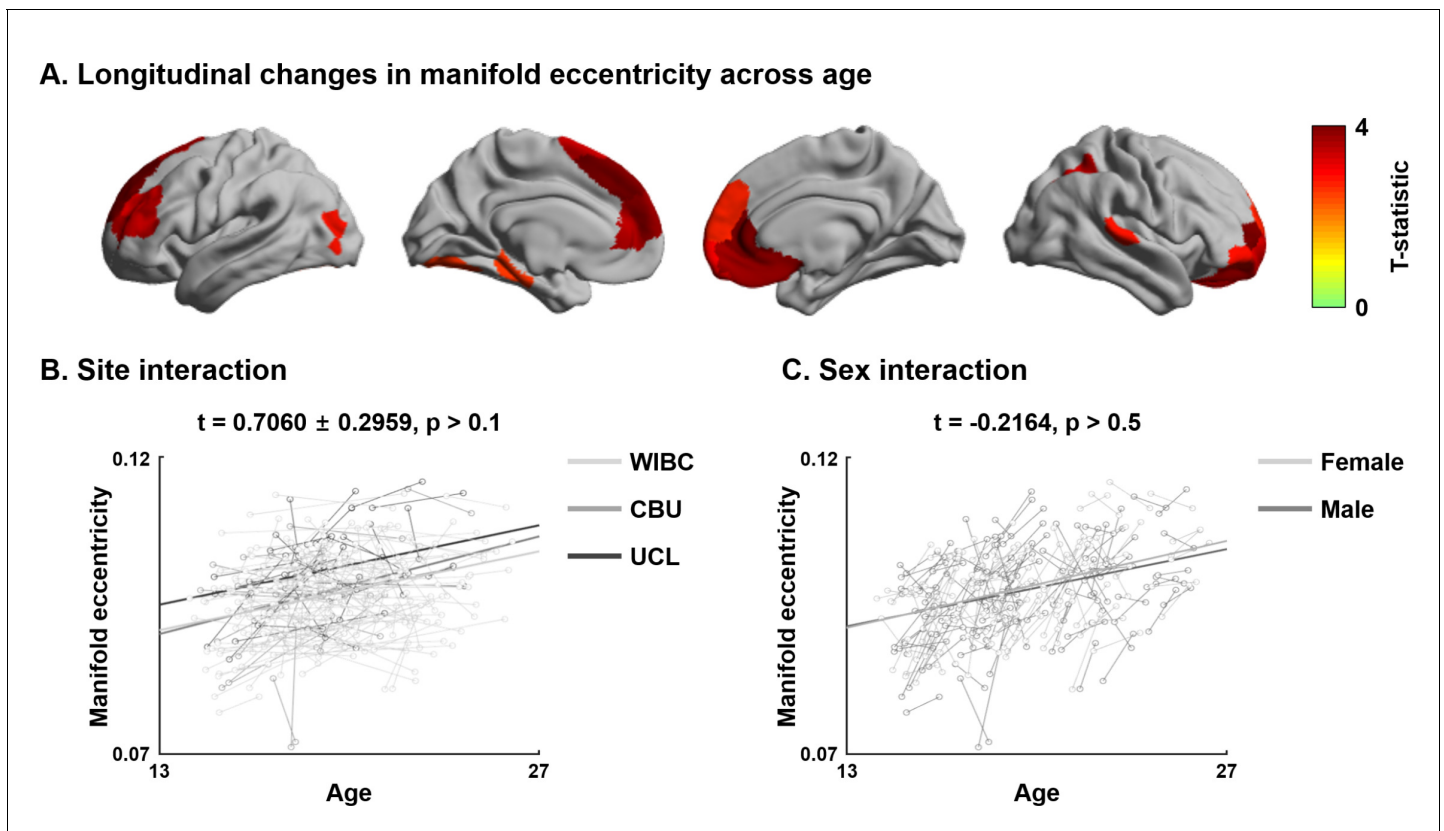 A. Longitudinal changes in manifold eccentricity across age
4
T-statistic
0
B. Site interaction
C. Sex interaction
t = 0.7060 ± 0.2959, p > 0.1
t = -0.2164, p > 0.5
0.12
Manifold eccentricity
0.07
13
27
Age
WIBC
CBU
UCL
0.12
Manifold eccentricity
0.07
13
27
Age
Female
Male